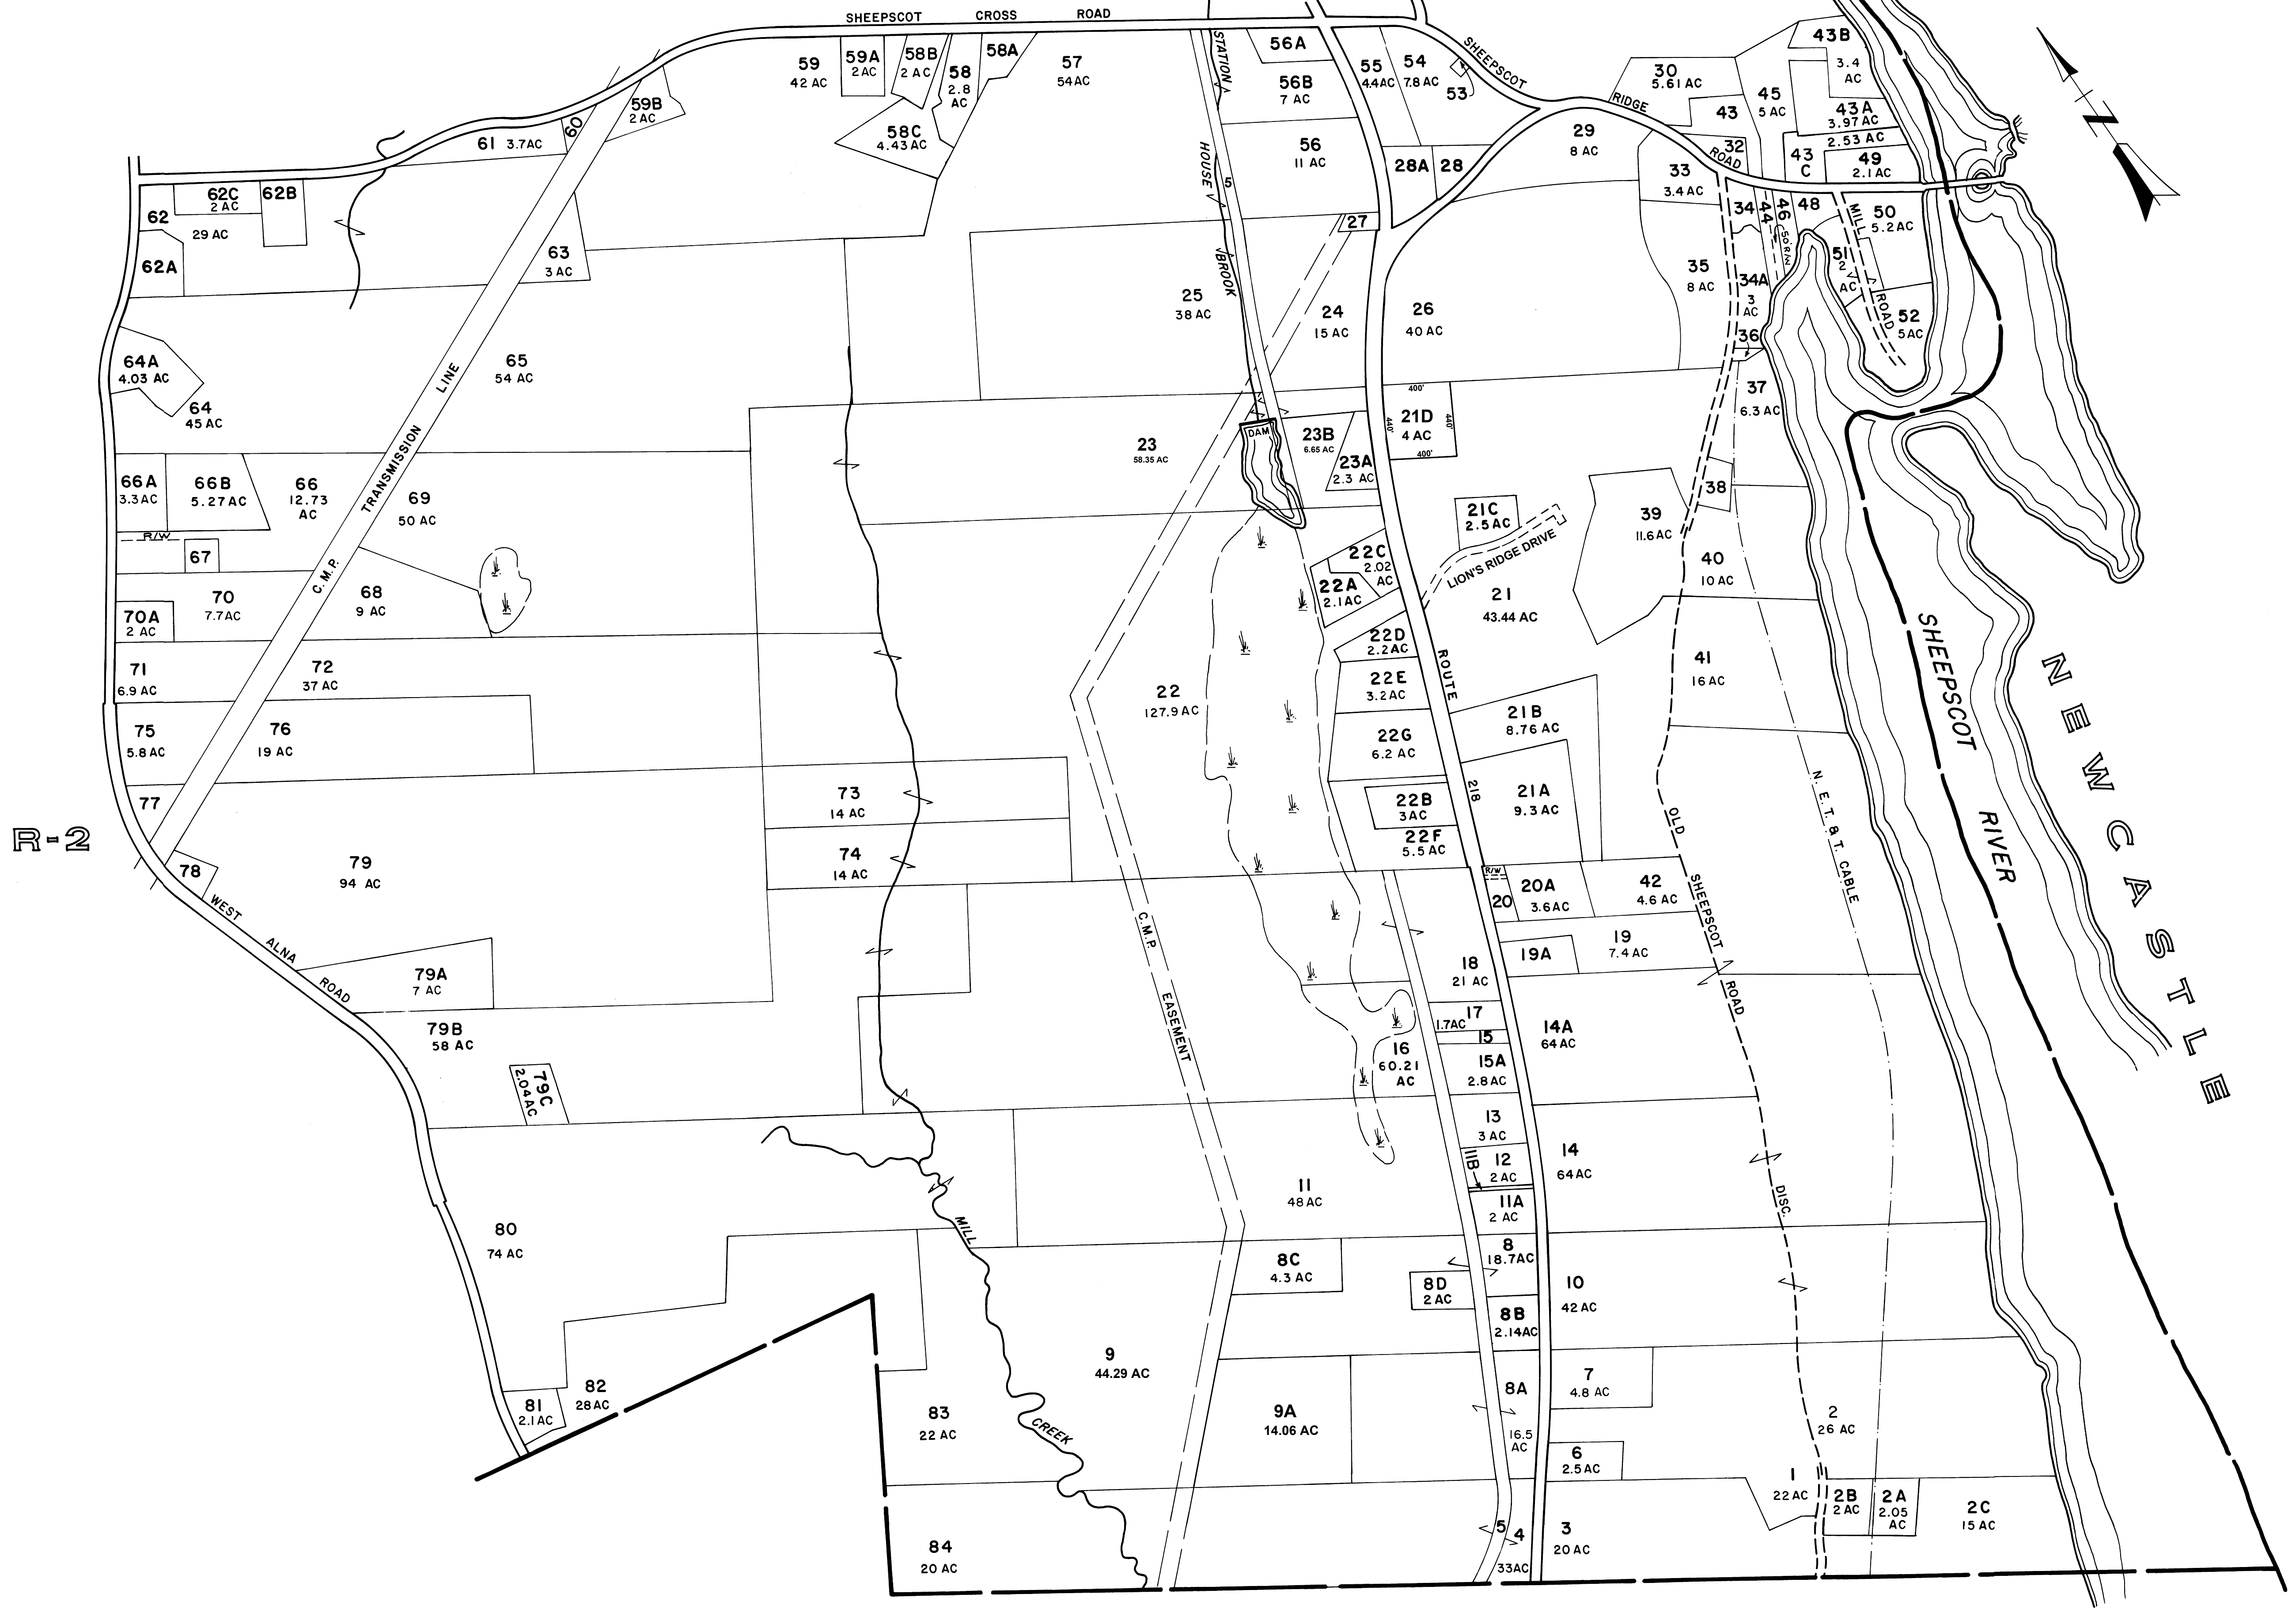 SHEEPSCOT CROSS ROAD
59
42 AC
59A
2 AC
58B
2 AC
58
2.8
AC
58A
57
54 AC
STATION
HOUSE
BROOK
5
56A
56B
7 AC
56
11 AC
55
4.4 AC
54
7.8 AC
53
SHEEPSCOT
RIDGE
ROAD
30
5.61 AC
43
45
5 AC
43B
3.4
AC
43A
3.97 AC
2.53 AC
43
C
49
2.1 AC
N
59B
2 AC
60
61 3.7 AC
58C
4.43 AC
28A
28
29
8 AC
32
33
3.4 AC
34
44
46
50' R/W
48
MILL
ROAD
50
5.2 AC
51
2
AC
52
5 AC
62
29 AC
62C
2 AC
62B
62A
63
3 AC
27
25
38 AC
24
15 AC
26
40 AC
35
8 AC
34A
3
AC
36
37
6.3 AC
64A
4.03 AC
64
45 AC
65
54 AC
C.M.P. TRANSMISSION LINE
23
58.35 AC
DAM
23B
6.65 AC
23A
2.3 AC
400'
440'
21D
4 AC
440'
400'
66A
3.3 AC
66B
5.27 AC
66
12.73
AC
69
50 AC
R/W
67
68
9 AC
70
7.7 AC
70A
2 AC
21C
2.5 AC
LION'S RIDGE DRIVE
21
43.44 AC
38
39
11.6 AC
40
10 AC
41
16 AC
22C
2.02
AC
22A
2.1 AC
22D
2.2 AC
22E
3.2 AC
22G
6.2 AC
22B
3 AC
22F
5.5 AC
22
127.9 AC
ROUTE
218
21B
8.76 AC
21A
9.3 AC
71
6.9 AC
72
37 AC
75
5.8 AC
76
19 AC
77
78
R-2
73
14 AC
74
14 AC
79
94 AC
79A
7 AC
79B
58 AC
79C
2.04 AC
WEST
ALNA
ROAD
C.M.P.
EASEMENT
R/W
20
20A
3.6 AC
42
4.6 AC
19
7.4 AC
19A
18
21 AC
17
1.7 AC
15
15A
2.8 AC
16
60.21
AC
14A
64 AC
OLD
SHEEPSCOT
ROAD
DISC.
N. E. T. & T. CABLE
SHEEPSCOT
RIVER
NEWCASTLE
13
3 AC
11B
12
2 AC
11A
2 AC
11
48 AC
14
64 AC
80
74 AC
MILL
CREEK
8C
4.3 AC
8D
2 AC
8
18.7 AC
8B
2.14 AC
10
42 AC
81
2.1 AC
82
28 AC
83
22 AC
9
44.29 AC
9A
14.06 AC
8A
16.5
AC
7
4.8 AC
6
2.5 AC
2
26 AC
1
22 AC
2B
2 AC
2A
2.05
AC
2C
15 AC
84
20 AC
5
4
33 AC
3
20 AC